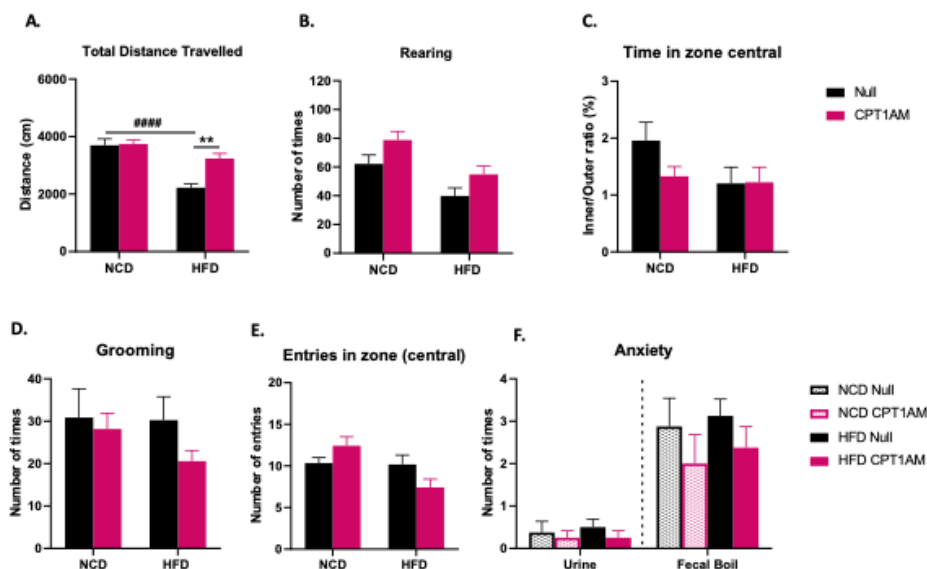 A.
Total Distance Travelled
Distance (cm)
6000
4000
2000
0
####
**
NCD
HFD
B.
Rearing
Number of times
120
100
80
60
40
20
0
NCD
HFD
C.
Time in zone central
Inner/Outer ratio (%)
3
2
1
0
NCD
HFD
Null
CPT1AM
D.
Grooming
Number of times
40
30
20
10
0
NCD
HFD
E.
Entries in zone (central)
Number of entries
20
15
10
5
0
NCD
HFD
F.
Anxiety
Number of times
4
3
2
1
0
Urine
Fecal Boil
NCD Null
NCD CPT1AM
HFD Null
HFD CPT1AM